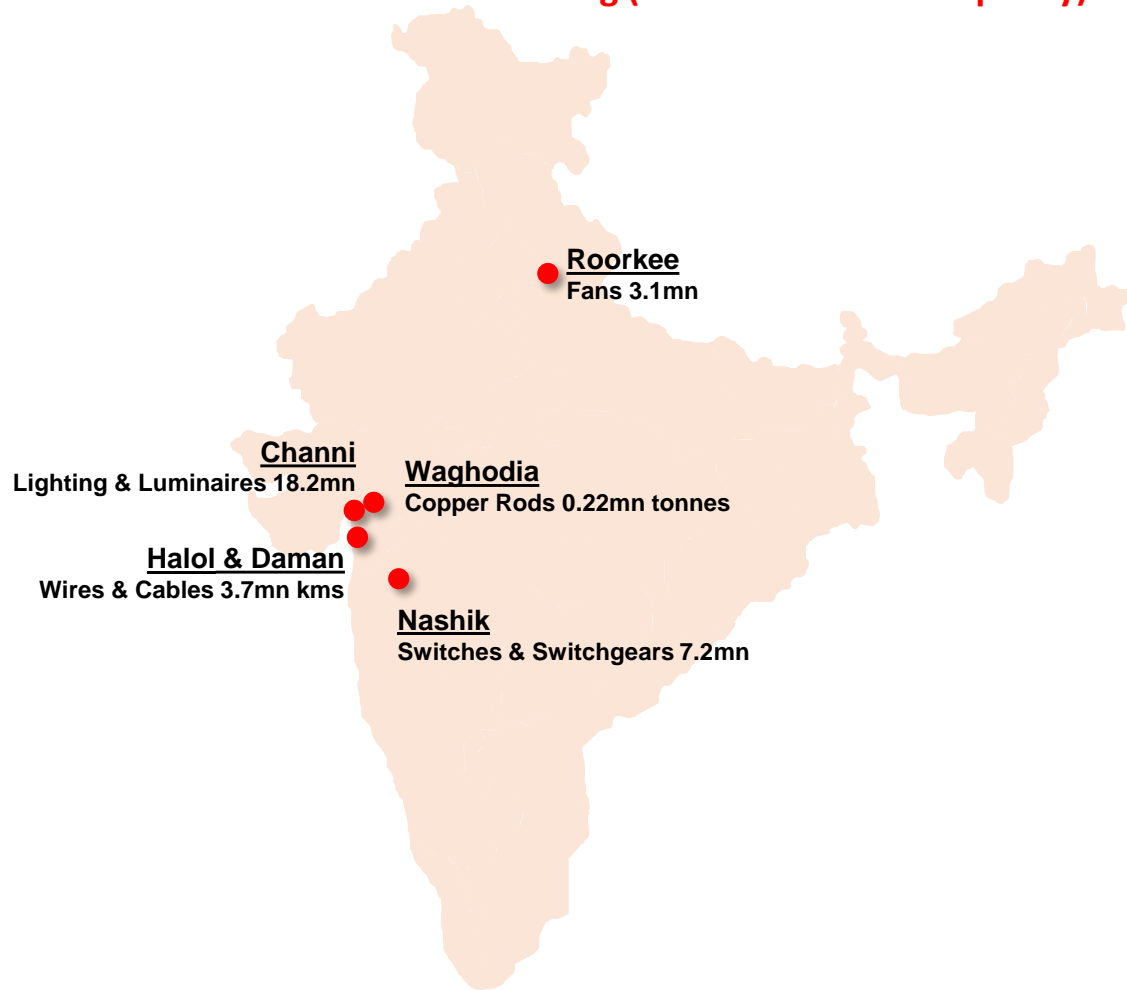 Roorkee
Fans 3.1mn
Channi
Lighting & Luminaires 18.2mn
Waghodia
Copper Rods 0.22mn tonnes
Halol & Daman
Wires & Cables 3.7mn kms
Nashik
Switches & Switchgears 7.2mn